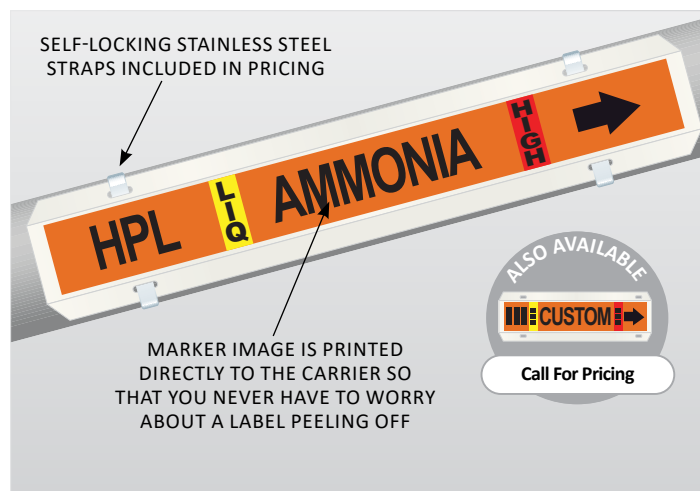 SELF-LOCKING STAINLESS STEEL
STRAPS INCLUDED IN PRICING
HPL
LIQ
AMMONIA
HIGH
MARKER IMAGE IS PRINTED
DIRECTLY TO THE CARRIER SO
THAT YOU NEVER HAVE TO WORRY
ABOUT A LABEL PEELING OFF
ALSO AVAILABLE
CUSTOM
Call For Pricing